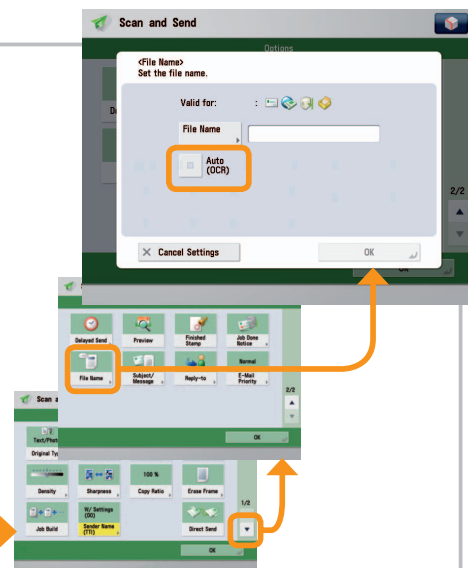 Scan and Send
Options
<File Name>
Set the file name.
Valid for: :
File Name
Auto
(OCR)
2/2
Cancel Settings
OK
OK
Delayed Send
Preview
Finished
Stamp
Job Done
Notice
File Name
Subject/
Message
Reply-to
Normal
E-Mail
Priority
2/2
OK
Scan
Text/Phot
Original Ty
Density
Sharpness
100 %
Copy Ratio
Erase Frame
1/2
Job Build
N/ Settings
(00)
Sender Name
(TTI)
Direct Send
OK